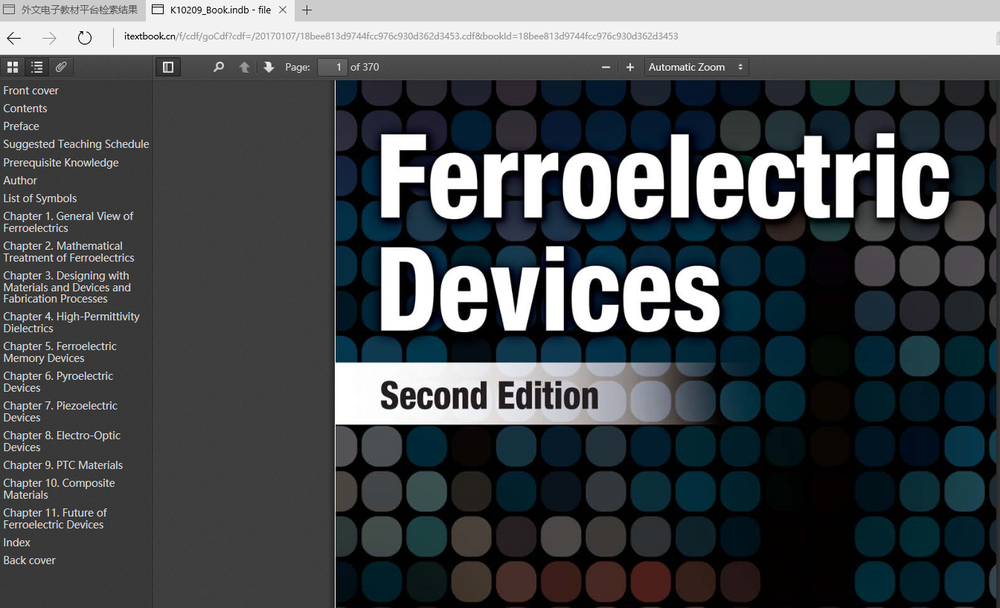 外文电子教材平台检索结果
K10209_Book.indb - file
itextbook.cn/f/cdf/goCdf?cdf=/20170107/18bee813d9744fcc976c930d362d3453.cdf&bookId=18bee813d9744fcc976c930d362d3453
Page: 1 of 370
Automatic Zoom
Front cover
Contents
Preface
Suggested Teaching Schedule
Prerequisite Knowledge
Author
List of Symbols
Chapter 1. General View of
Ferroelectrics
Chapter 2. Mathematical
Treatment of Ferroelectrics
Chapter 3. Designing with
Materials and Devices and
Fabrication Processes
Chapter 4. High-Permittivity
Dielectrics
Chapter 5. Ferroelectric
Memory Devices
Chapter 6. Pyroelectric
Devices
Chapter 7. Piezoelectric
Devices
Chapter 8. Electro-Optic
Devices
Chapter 9. PTC Materials
Chapter 10. Composite
Materials
Chapter 11. Future of
Ferroelectric Devices
Index
Back cover
Ferroelectric
Devices
Second Edition